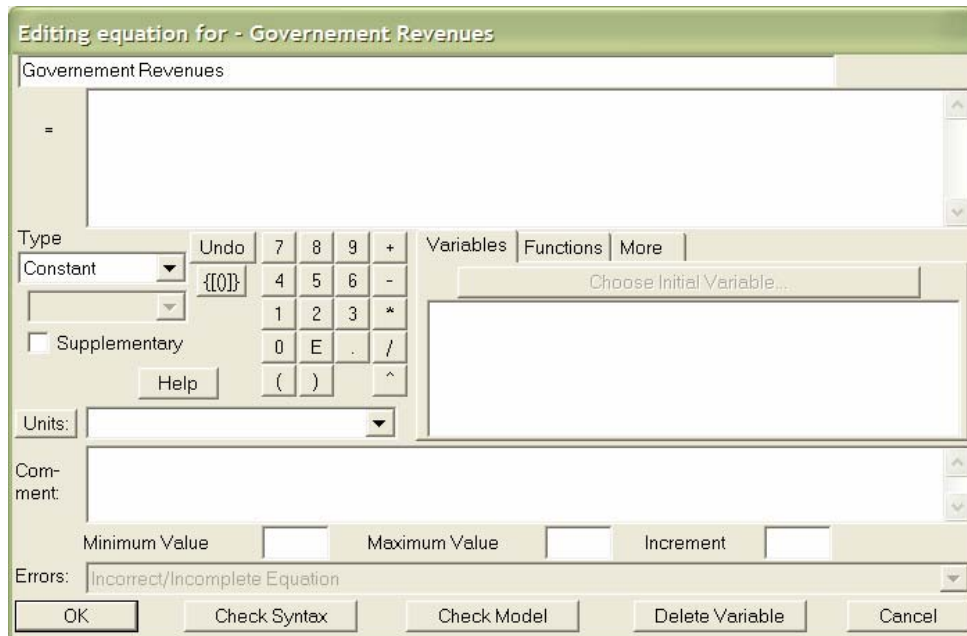 Editing equation for - Governement Revenues
Governement Revenues
=
Type
Constant
Undo
{[()]}
7 8 9 +
4 5 6 -
1 2 3 *
0 E . /
( ) ^
Supplementary
Help
Variables Functions More
Choose Initial Variable...
Units:
Com-
ment:
Minimum Value Maximum Value Increment
Errors: Incorrect/Incomplete Equation
OK Check Syntax Check Model Delete Variable Cancel